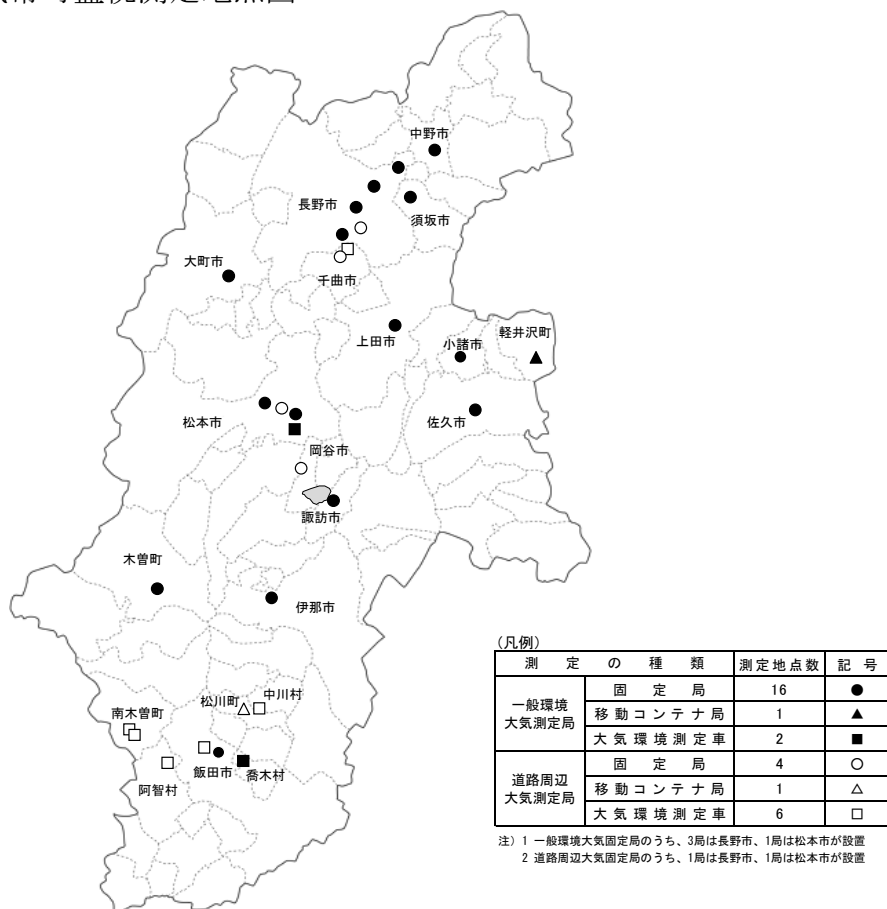 中野市
長野市
須坂市
大町市
千曲市
上田市
小諸市
軽井沢町
松本市
佐久市
岡谷市
諏訪市
木曽町
伊那市
松川町
中川村
南木曽町
飯田市
喬木村
阿智村
(凡例)
測定の種類 測定地点数 記号
一般環境大気測定局 固定局 16 ●
移動コンテナ局 1 ▲
大気環境測定車 2 ■
道路周辺大気測定局 固定局 4 ○
移動コンテナ局 1 △
大気環境測定車 6 □
注) 1 一般環境大気固定局のうち、3局は長野市、1局は松本市が設置
2 道路周辺大気固定局のうち、1局は長野市、1局は松本市が設置